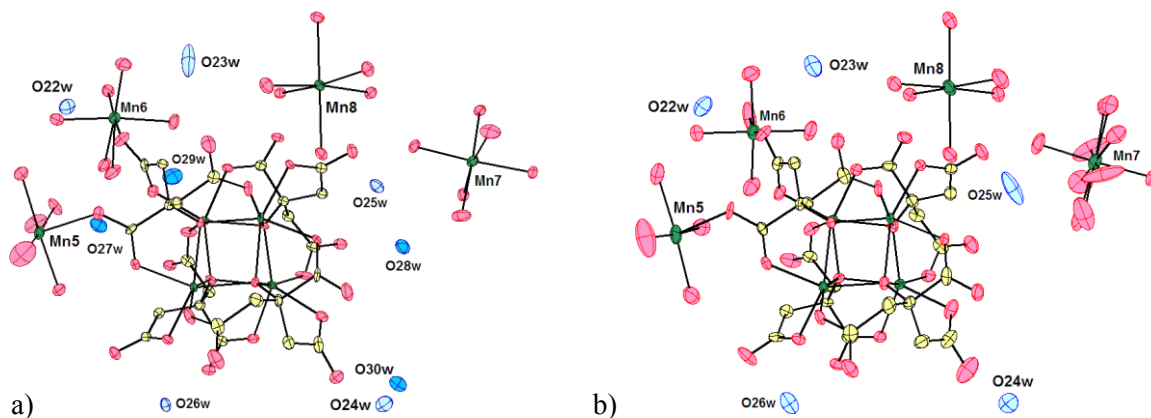 O23w
Mn8
O22w
Mn6
O29w
Mn7
O25w
Mn5
O27w
O28w
O30w
O26w
O24w
a)
O23w
Mn8
O22w
Mn6
Mn7
O25w
Mn5
O26w
O24w
b)